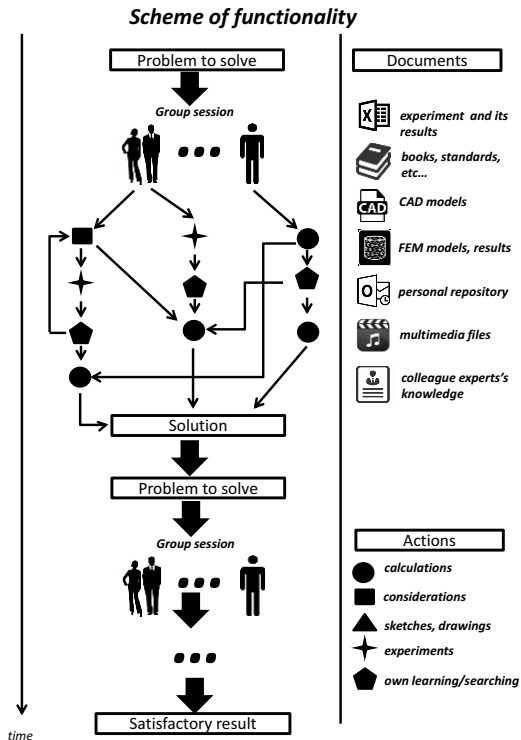 Scheme of functionality
Problem to solve
Group session
Solution
Problem to solve
Group session
Satisfactory result
time
Documents
X
experiment and its
results
books, standards,
etc...
CAD
CAD models
FEM models, results
O
personal repository
multimedia files
colleague experts's
knowledge
Actions
calculations
considerations
sketches, drawings
experiments
own learning/searching